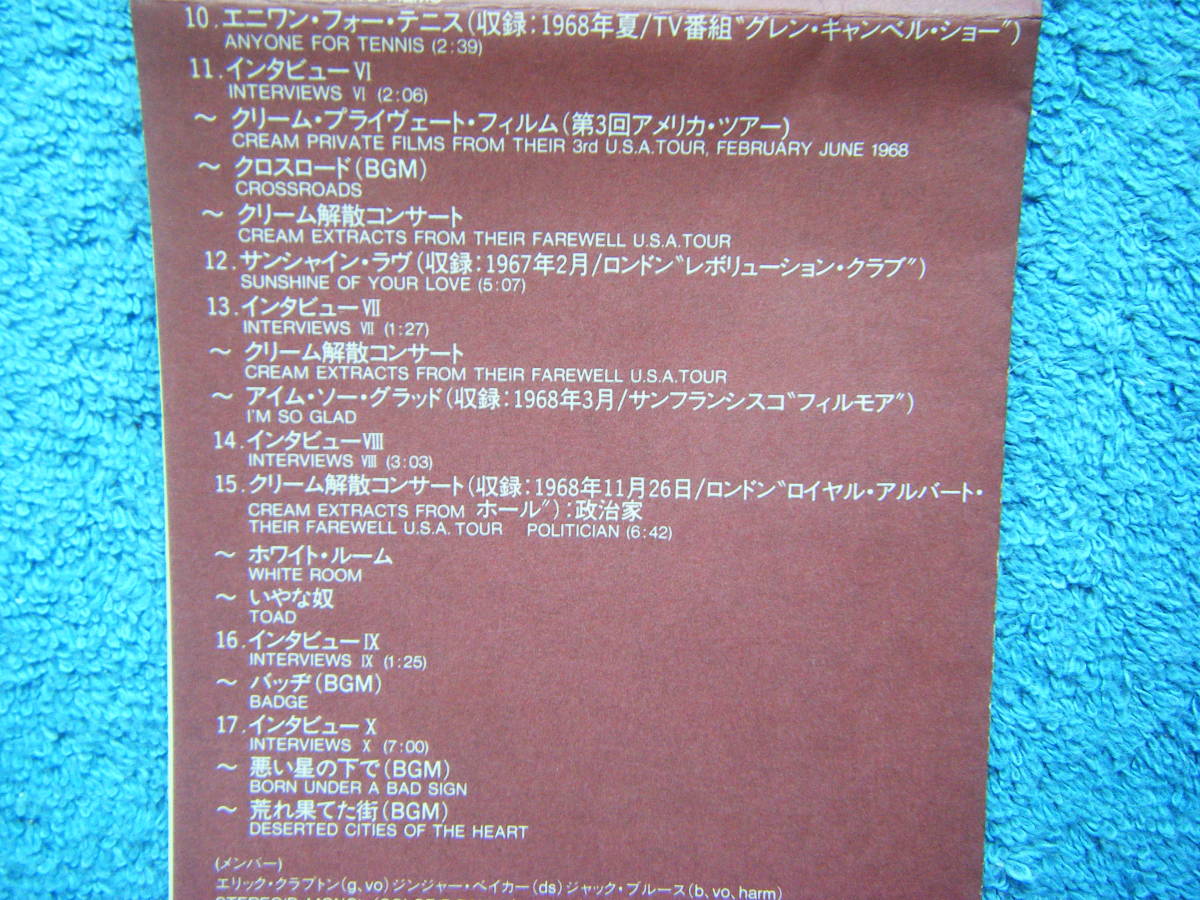 10.エニワン・フォー・テニス(収録:1968年夏/TV番組"グレン・キャンベル・ショー")
ANYONE FOR TENNIS (2:39)
11.インタビューⅥ
INTERVIEWS Ⅵ (2:06)
～ クリーム・プライヴェート・フィルム(第3回アメリカ・ツアー)
CREAM PRIVATE FILMS FROM THEIR 3rd U.S.A.TOUR, FEBRUARY JUNE 1968
～ クロスロード(BGM)
CROSSROADS
～ クリーム解散コンサート
CREAM EXTRACTS FROM THEIR FAREWELL U.S.A.TOUR
12.サンシャイン・ラヴ(収録:1967年2月/ロンドン"レボリューション・クラブ")
SUNSHINE OF YOUR LOVE (5:07)
13.インタビューⅦ
INTERVIEWS Ⅶ (1:27)
～ クリーム解散コンサート
CREAM EXTRACTS FROM THEIR FAREWELL U.S.A.TOUR
～ アイム・ソー・グラッド(収録:1968年3月/サンフランシスコ"フィルモア")
I'M SO GLAD
14.インタビューⅧ
INTERVIEWS Ⅷ (3:03)
15.クリーム解散コンサート(収録:1968年11月26日/ロンドン"ロイヤル・アルバート・
CREAM EXTRACTS FROM ホール"):政治家
THEIR FAREWELL U.S.A. TOUR POLITICIAN (6:42)
～ ホワイト・ルーム
WHITE ROOM
～ いやな奴
TOAD
16.インタビューⅨ
INTERVIEWS Ⅸ (1:25)
～ バッヂ(BGM)
BADGE
17.インタビューⅩ
INTERVIEWS Ⅹ (7:00)
～ 悪い星の下で(BGM)
BORN UNDER A BAD SIGN
～ 荒れ果てた街(BGM)
DESERTED CITIES OF THE HEART
(メンバー)
エリック・クラプトン(g,vo)ジンジャー・ベイカー(ds)ジャック・ブルース(b,vo,harm)